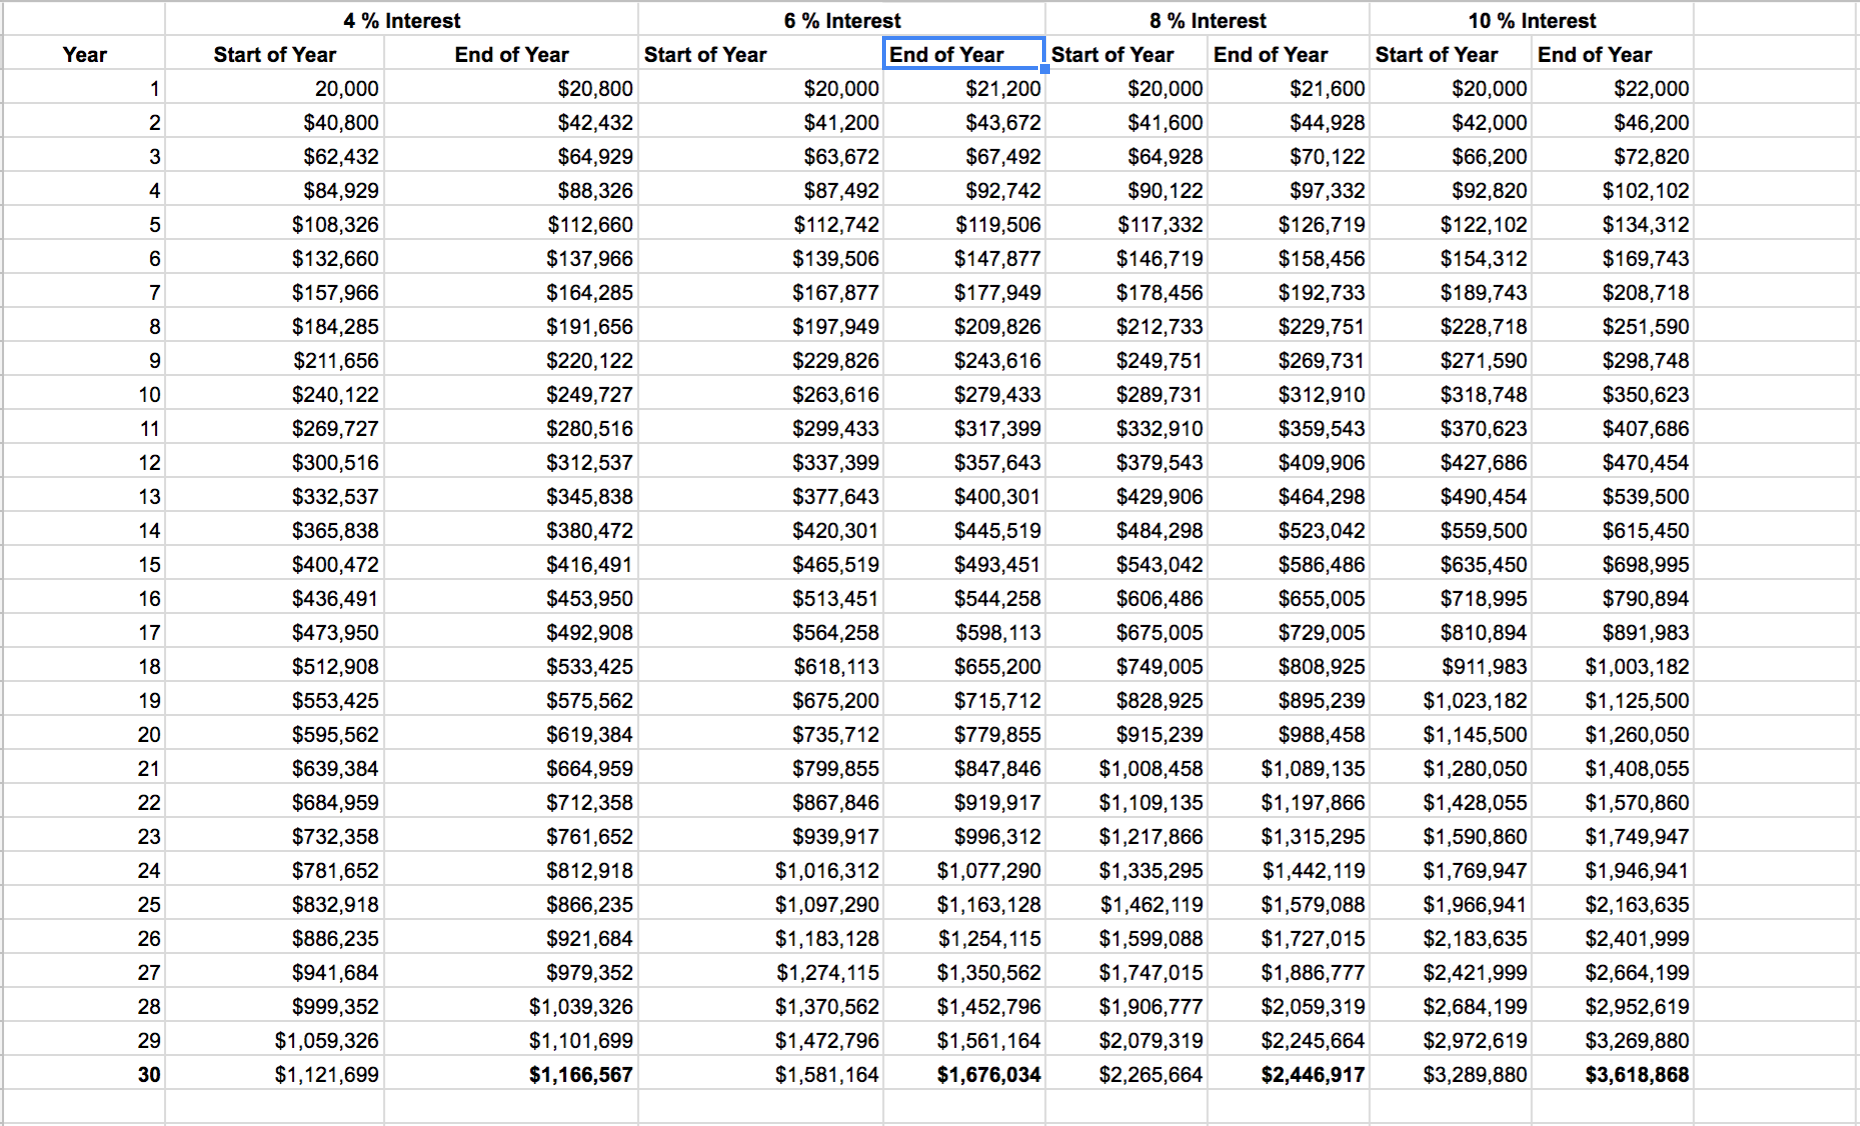 4 % Interest 6 % Interest 8 % Interest 10 % Interest
Year Start of Year End of Year Start of Year End of Year Start of Year End of Year Start of Year End of Year
1 20,000 $20,800 $20,000 $21,200 $20,000 $21,600 $20,000 $22,000
2 $40,800 $42,432 $41,200 $43,672 $41,600 $44,928 $42,000 $46,200
3 $62,432 $64,929 $63,672 $67,492 $64,928 $70,122 $66,200 $72,820
4 $84,929 $88,326 $87,492 $92,742 $90,122 $97,332 $92,820 $102,102
5 $108,326 $112,660 $112,742 $119,506 $117,332 $126,719 $122,102 $134,312
6 $132,660 $137,966 $139,506 $147,877 $146,719 $158,456 $154,312 $169,743
7 $157,966 $164,285 $167,877 $177,949 $178,456 $192,733 $189,743 $208,718
8 $184,285 $191,656 $197,949 $209,826 $212,733 $229,751 $228,718 $251,590
9 $211,656 $220,122 $229,826 $243,616 $249,751 $269,731 $271,590 $298,748
10 $240,122 $249,727 $263,616 $279,433 $289,731 $312,910 $318,748 $350,623
11 $269,727 $280,516 $299,433 $317,399 $332,910 $359,543 $370,623 $407,686
12 $300,516 $312,537 $337,399 $357,643 $379,543 $409,906 $427,686 $470,454
13 $332,537 $345,838 $377,643 $400,301 $429,906 $464,298 $490,454 $539,500
14 $365,838 $380,472 $420,301 $445,519 $484,298 $523,042 $559,500 $615,450
15 $400,472 $416,491 $465,519 $493,451 $543,042 $586,486 $635,450 $698,995
16 $436,491 $453,950 $513,451 $544,258 $606,486 $655,005 $718,995 $790,894
17 $473,950 $492,908 $564,258 $598,113 $675,005 $729,005 $810,894 $891,983
18 $512,908 $533,425 $618,113 $655,200 $749,005 $808,925 $911,983 $1,003,182
19 $553,425 $575,562 $675,200 $715,712 $828,925 $895,239 $1,023,182 $1,125,500
20 $595,562 $619,384 $735,712 $779,855 $915,239 $988,458 $1,145,500 $1,260,050
21 $639,384 $664,959 $799,855 $847,846 $1,008,458 $1,089,135 $1,280,050 $1,408,055
22 $684,959 $712,358 $867,846 $919,917 $1,109,135 $1,197,866 $1,428,055 $1,570,860
23 $732,358 $761,652 $939,917 $996,312 $1,217,866 $1,315,295 $1,590,860 $1,749,947
24 $781,652 $812,918 $1,016,312 $1,077,290 $1,335,295 $1,442,119 $1,769,947 $1,946,941
25 $832,918 $866,235 $1,097,290 $1,163,128 $1,462,119 $1,579,088 $1,966,941 $2,163,635
26 $886,235 $921,684 $1,183,128 $1,254,115 $1,599,088 $1,727,015 $2,183,635 $2,401,999
27 $941,684 $979,352 $1,274,115 $1,350,562 $1,747,015 $1,886,777 $2,421,999 $2,664,199
28 $999,352 $1,039,326 $1,370,562 $1,452,796 $1,906,777 $2,059,319 $2,684,199 $2,952,619
29 $1,059,326 $1,101,699 $1,472,796 $1,561,164 $2,079,319 $2,245,664 $2,972,619 $3,269,880
30 $1,121,699 $1,166,567 $1,581,164 $1,676,034 $2,265,664 $2,446,917 $3,289,880 $3,618,868